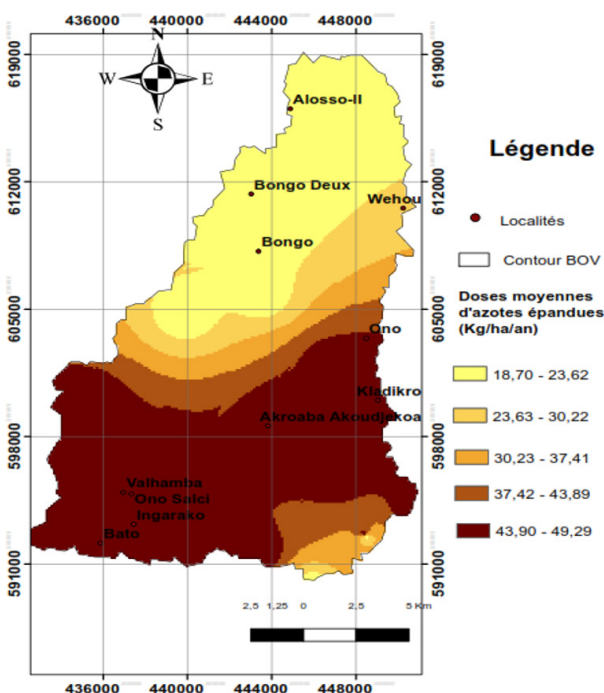 436000 440000 444000 448000
N
W E
S
619000
612000
605000
598000
591000
Alosso-II
Bongo Deux
Wehou
Bongo
Ono
Kladikro
Akroaba Akoudjekoa
Valhamba
Ono Salci
Ingarako
Bato
2,5 1,25 0 2,5 5 Km
619000
612000
605000
598000
591000
436000 440000 444000 448000
Légende
Localités
Contour BOV
Doses moyennes
d'azotes épandues
(Kg/ha/an)
18,70 - 23,62
23,63 - 30,22
30,23 - 37,41
37,42 - 43,89
43,90 - 49,29